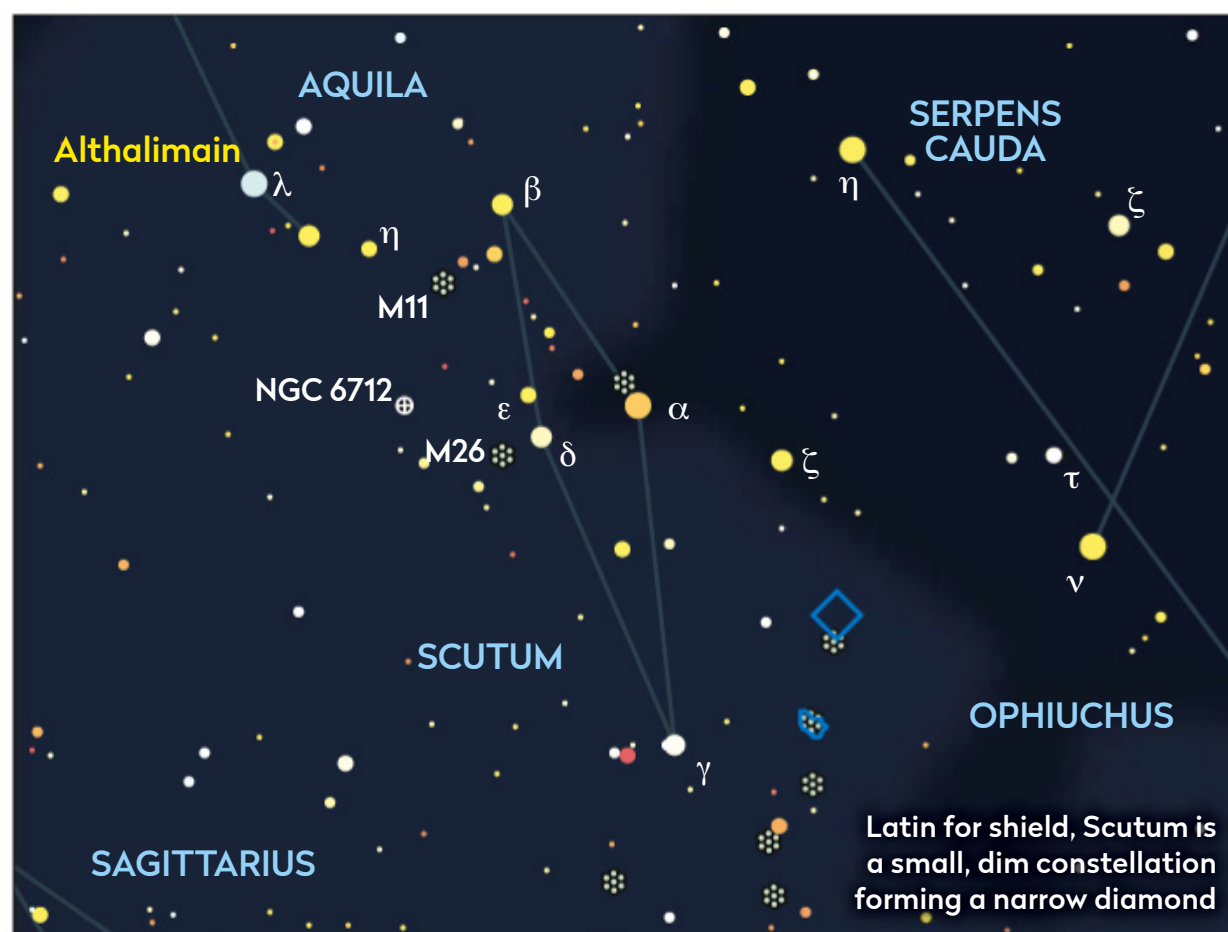 AQUILA
SERPENS
CAUDA
Althalimain
λ
β
η
ζ
η
M11
NGC 6712
ε
α
M26
δ
ζ
τ
ν
SCUTUM
OPHIUCHUS
γ
Latin for shield, Scutum is
a small, dim constellation
forming a narrow diamond
SAGITTARIUS